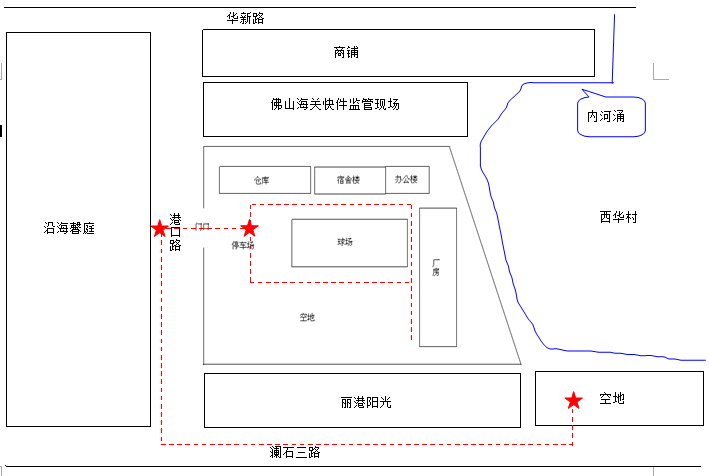 华新路
商铺
佛山海关快件监管现场
内河涌
仓库
宿舍楼
办公楼
西华村
沿海馨庭
港口路
门口
停车场
球场
厂房
空地
丽港阳光
空地
澜石三路